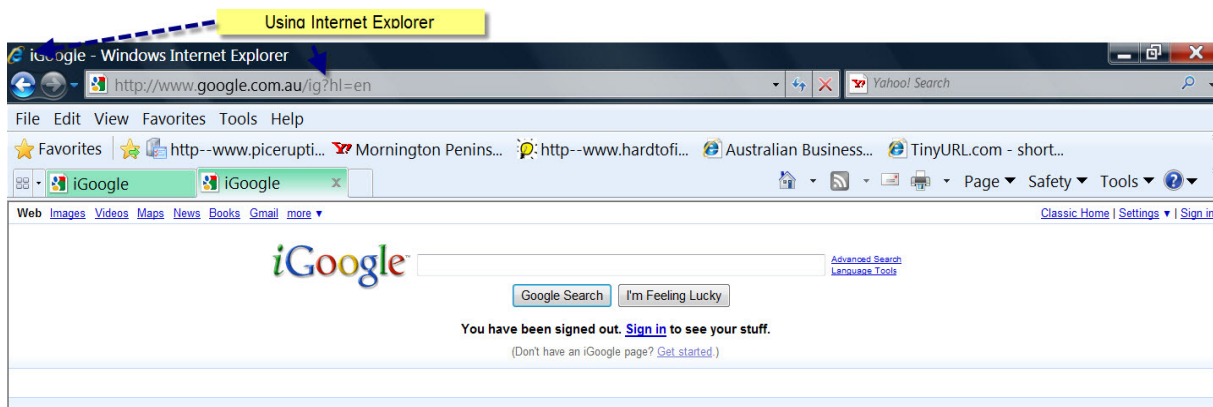 Using Internet Explorer
iGoogle - Windows Internet Explorer
http://www.google.com.au/ig?hl=en Yahoo! Search
File Edit View Favorites Tools Help
Favorites http--www.picerupti... Mornington Penins... http--www.hardtofi... Australian Business... TinyURL.com - short...
iGoogle iGoogle x Page Safety Tools
Web Images Videos Maps News Books Gmail more Classic Home | Settings | Sign in
iGoogle™ Advanced Search
Language Tools
Google Search I'm Feeling Lucky
You have been signed out. Sign in to see your stuff.
(Don't have an iGoogle page? Get started.)